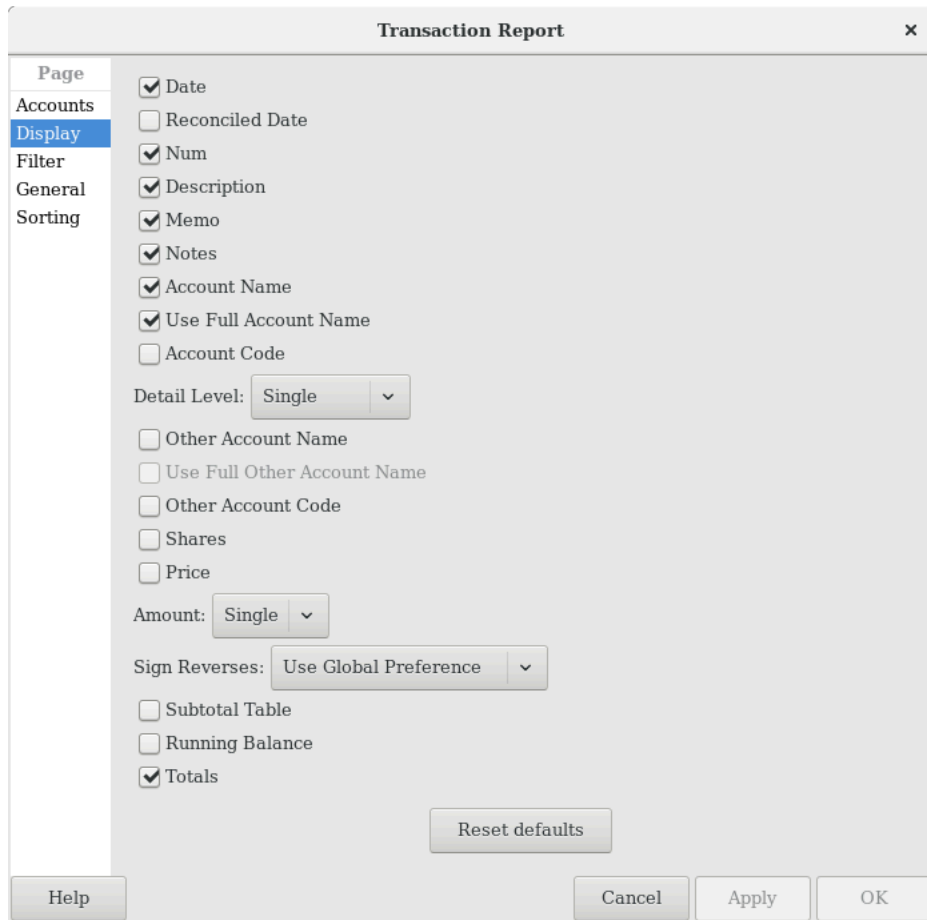 Transaction Report
Page
Accounts
Display
Filter
General
Sorting
Date
Reconciled Date
Num
Description
Memo
Notes
Account Name
Use Full Account Name
Account Code
Detail Level: Single
Other Account Name
Use Full Other Account Name
Other Account Code
Shares
Price
Amount: Single
Sign Reverses: Use Global Preference
Subtotal Table
Running Balance
Totals
Reset defaults
Help Cancel Apply OK